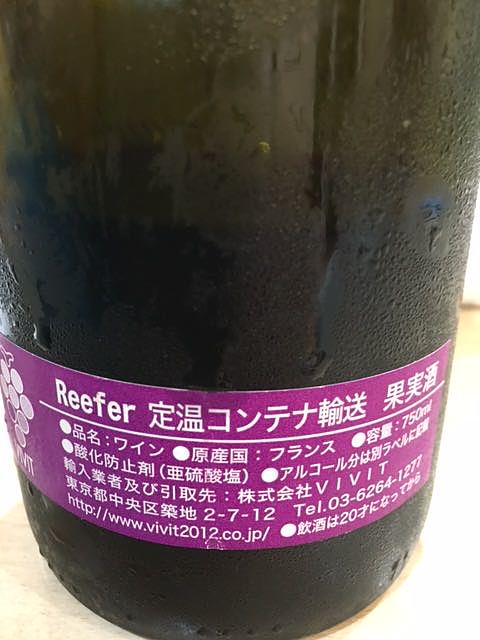 Reefer 定温コンテナ輸送 果実酒
●品名：ワイン ●原産国：フランス ●容量：750ml
●酸化防止剤（亜硫酸塩） ●アルコール分は別ラベルに記載
輸入業者及び引取先：株式会社VIVIT
東京都中央区築地 2-7-12 Tel.03-6264-1277
http://www.vivit2012.co.jp/ ●飲酒は20才になってから
VIVIT